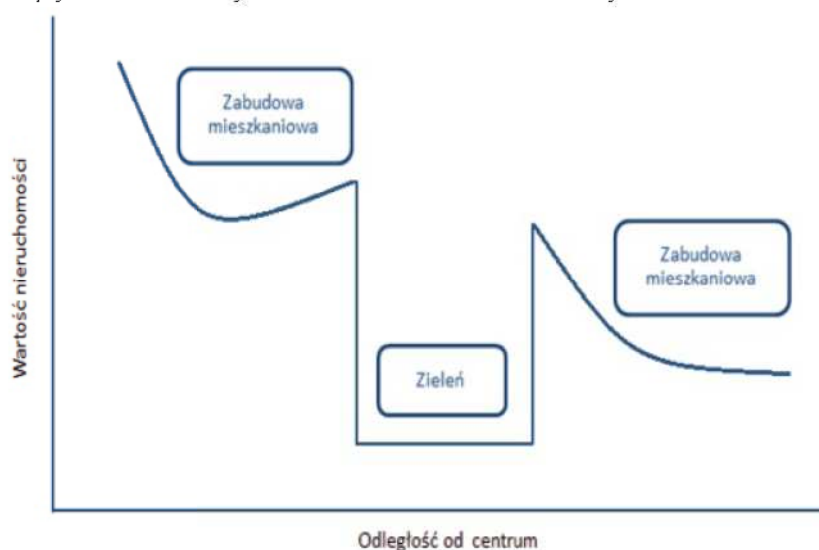 Zabudowa
mieszkaniowa
Wartość nieruchomości
Zabudowa
mieszkaniowa
Zieleń
Odległość od centrum